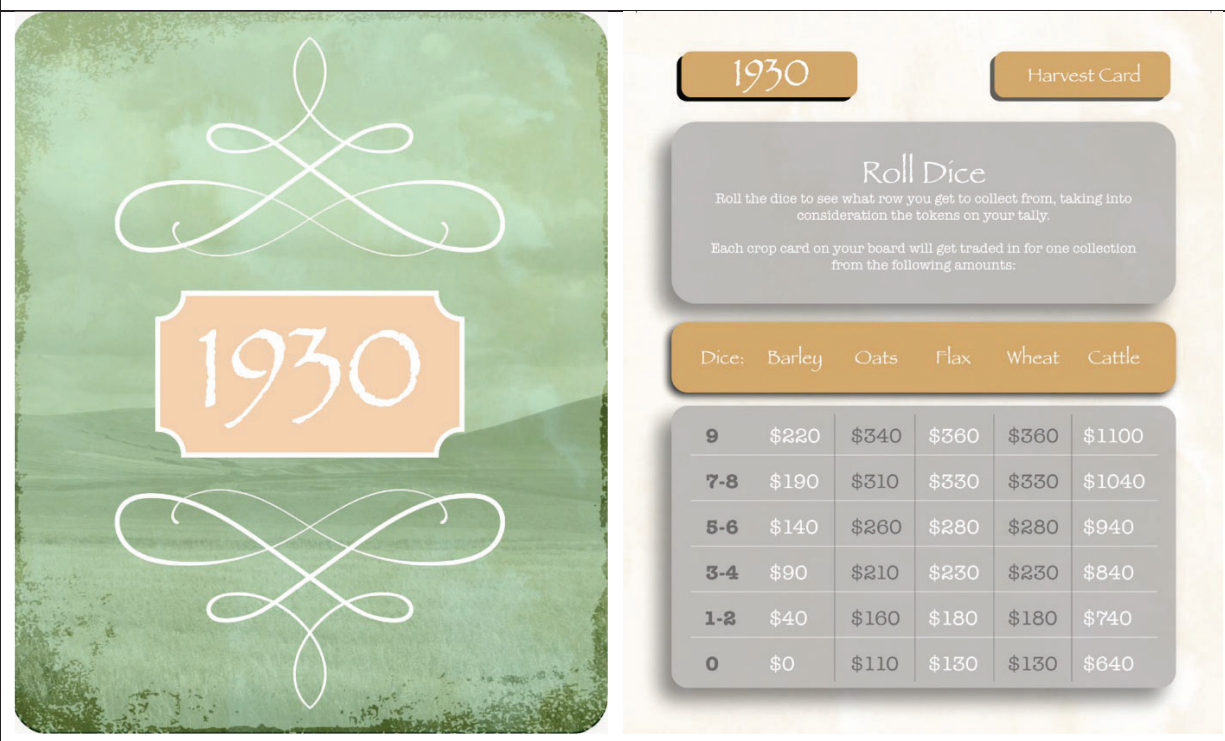 1930
1930
Harvest Card
Roll Dice
Roll the dice to see what row you get to collect from, taking into
consideration the tokens on your tally.
Each crop card on your board will get traded in for one collection
from the following amounts:
Dice: Barley Oats Flax Wheat Cattle
9 $220 $340 $360 $360 $1100
7-8 $190 $310 $330 $330 $1040
5-6 $140 $260 $280 $280 $940
3-4 $90 $210 $230 $230 $840
1-2 $40 $160 $180 $180 $740
0 $0 $110 $130 $130 $640